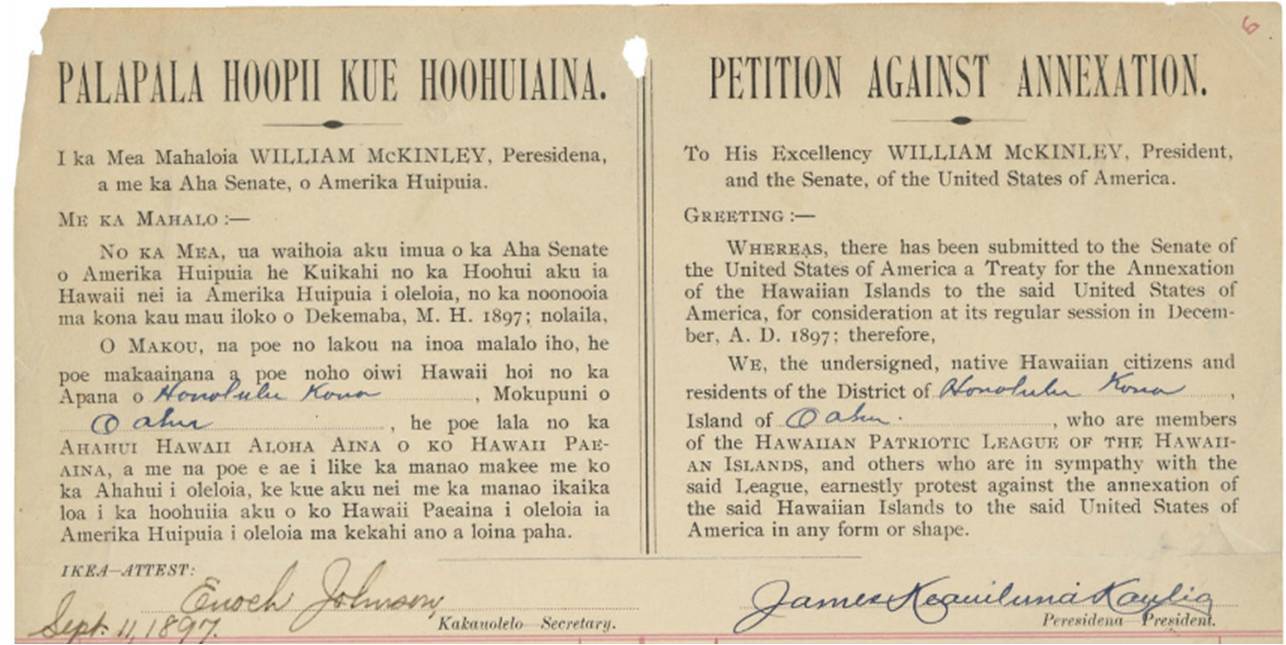 6
PALAPALA HOOPII KUE HOOHUIAINA.
I ka Mea Mahaloia WILLIAM McKINLEY, Peresidena,
a me ka Aha Senate, o Amerika Huipuia.
ME KA MAHALO :—
NO KA MEA, ua waihoia aku imua o ka Aha Senate
o Amerika Huipuia he Kuikahi no ka Hoohui aku ia
Hawaii nei ia Amerika Huipuia i oleloia, no ka noonooia
ma kona kau mau iloko o Dekemaba, M. H. 1897; nolaila,
O MAKOU, na poe no lakou na inoa malalo iho, he
poe makaainana a poe noho oiwi Hawaii hoi no ka
Apana o Honolulu Kona, Mokupuni o
Oahu, he poe lala no ka
AHAHUI HAWAII ALOHA AINA O KO HAWAII PAE-
AINA, a me na poe e ae i like ka manao makee me ko
ka Ahahui i oleloia, ke kue aku nei me ka manao ikaika
loa i ka hoohuiia aku o ko Hawaii Paeaina i oleloia ia
Amerika Huipuia i oleloia ma kekahi ano a loina paha.
PETITION AGAINST ANNEXATION.
To His Excellency WILLIAM McKINLEY, President,
and the Senate, of the United States of America.
GREETING :—
WHEREAS, there has been submitted to the Senate of
the United States of America a Treaty for the Annexation
of the Hawaiian Islands to the said United States of
America, for consideration at its regular session in Decem-
ber, A. D. 1897; therefore,
WE, the undersigned, native Hawaiian citizens and
residents of the District of Honolulu Kona,
Island of Oahu., who are members
of the HAWAIIAN PATRIOTIC LEAGUE OF THE HAWAII-
AN ISLANDS, and others who are in sympathy with the
said League, earnestly protest against the annexation of
the said Hawaiian Islands to the said United States of
America in any form or shape.
IKEA—ATTEST:
Enoch Johnson
Sept. 11, 1897.
Kakauolelo—Secretary.
James Keauiluna Kaulia
Peresidena—President.